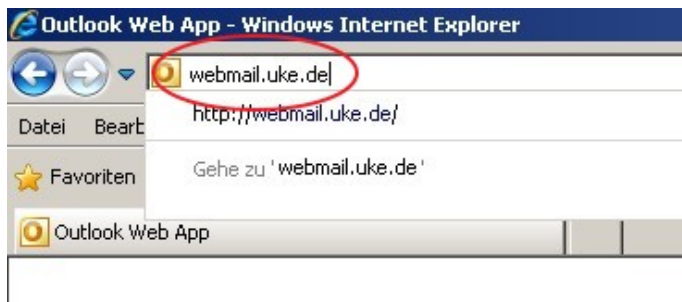 Outlook Web App - Windows Internet Explorer
webmail.uke.de
http://webmail.uke.de/
Datei Bearb
Gehe zu 'webmail.uke.de'
Favoriten
Outlook Web App